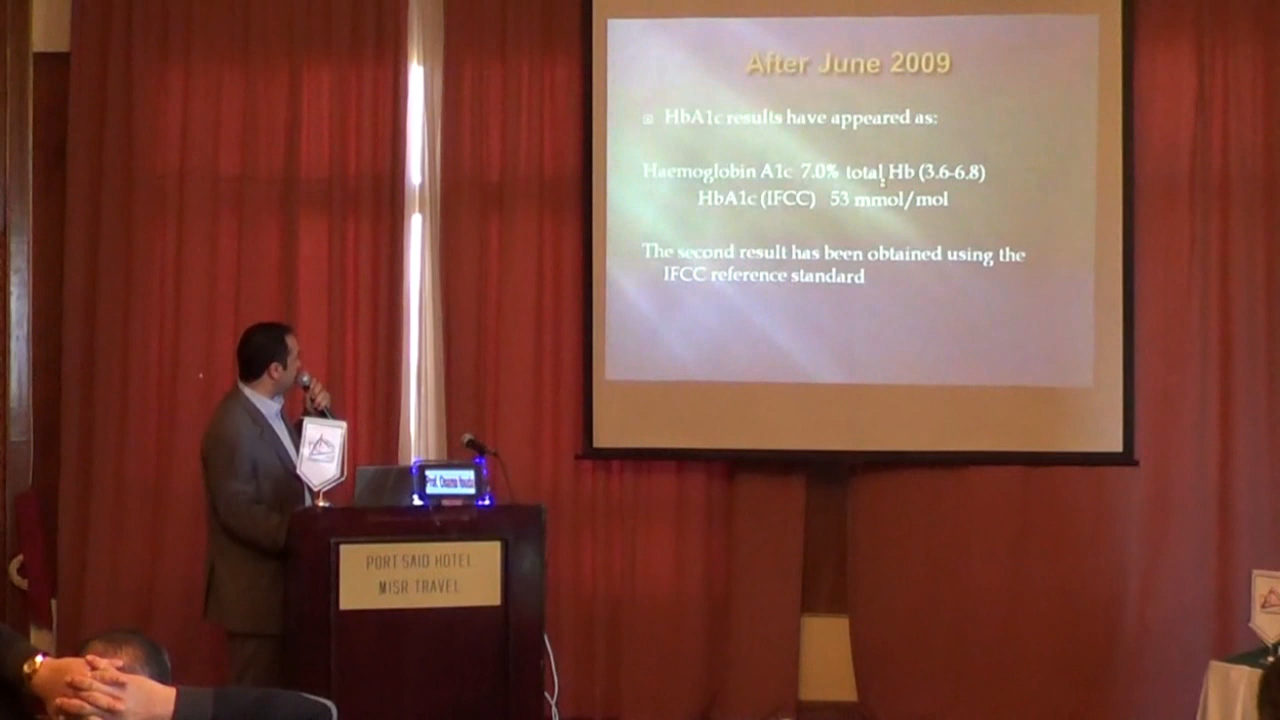 After June 2009
HbA1c results have appeared as:
Haemoglobin A1c 7.0% total Hb (3.6-6.8)
HbA1c (IFCC) 53 mmol/mol
The second result has been obtained using the
IFCC reference standard
Prof. Osama
PORT SAID HOTEL
MISR TRAVEL